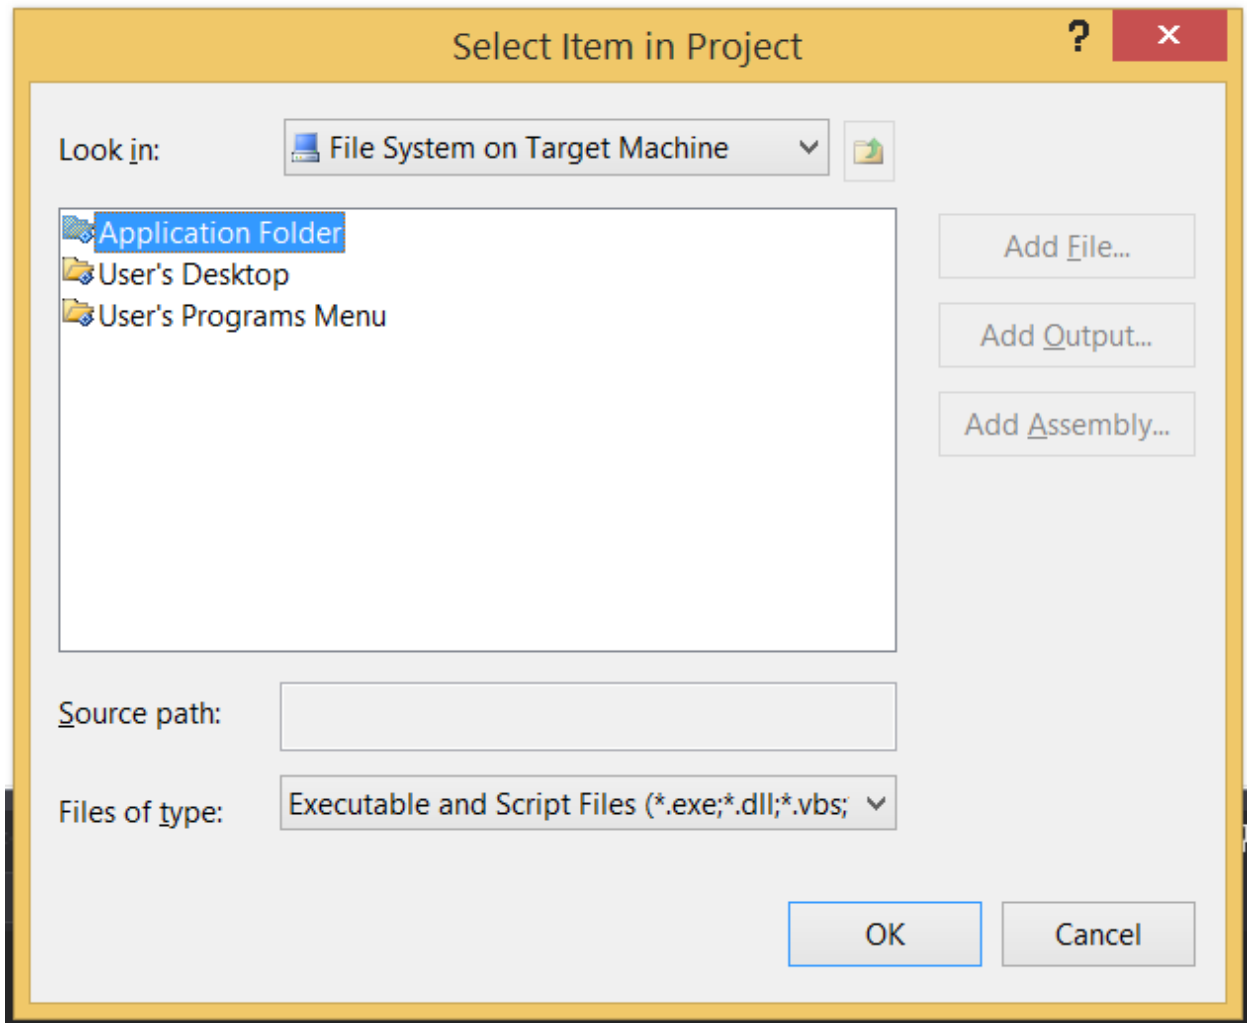 Select Item in Project
?
Look in:
File System on Target Machine
Application Folder
User's Desktop
User's Programs Menu
Add File...
Add Output...
Add Assembly...
Source path:
Files of type:
Executable and Script Files (*.exe;*.dll;*.vbs;
OK
Cancel